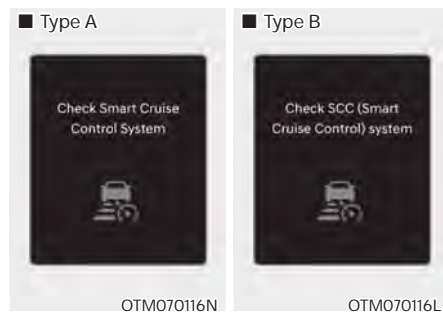 ■ Type A
Check Smart Cruise
Control System
OTM070116N
■ Type B
Check SCC (Smart
Cruise Control) system
OTM070116L